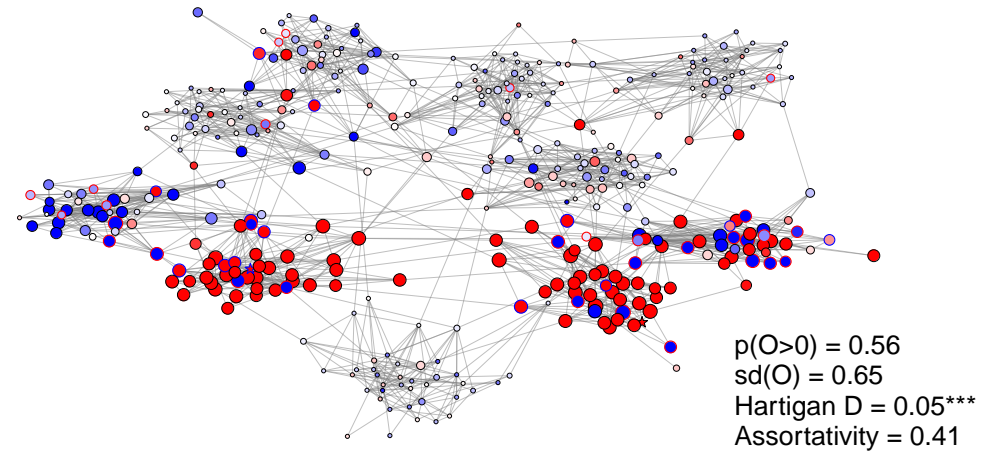 p(O>0) = 0.56
sd(O) = 0.65
Hartigan D = 0.05***
Assortativity = 0.41